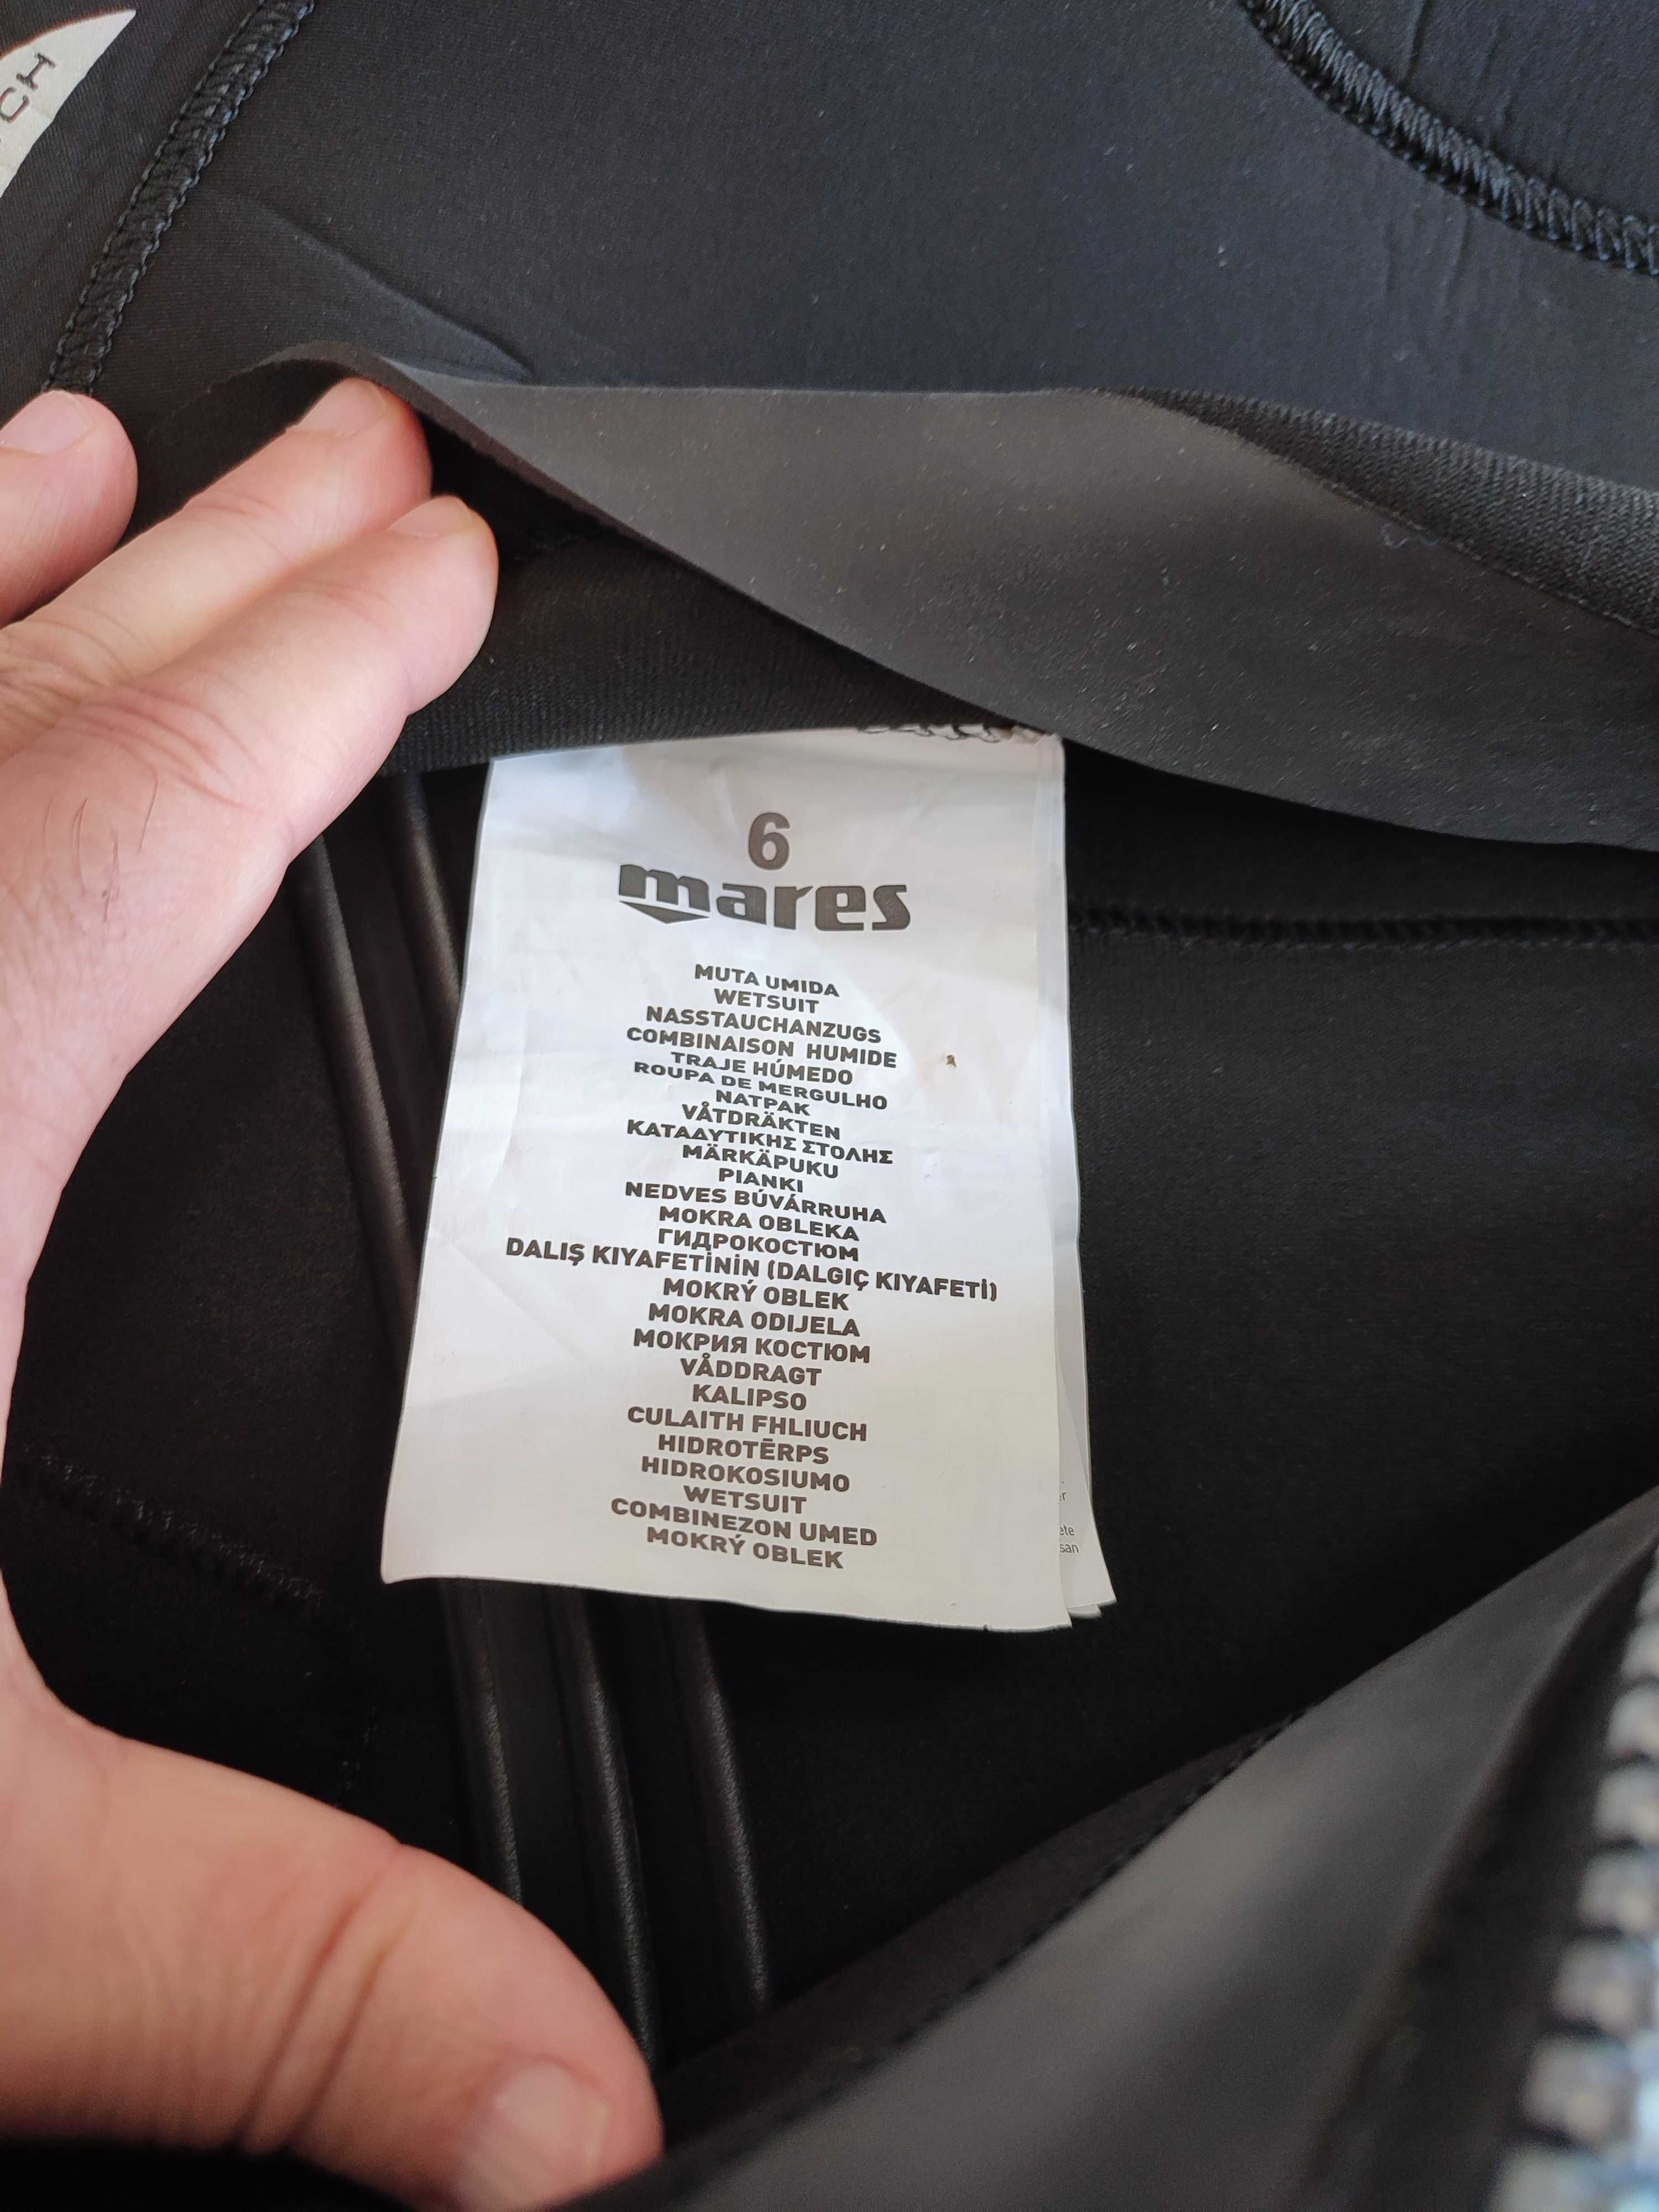 I
U
6
mares
MUTA UMIDA
WETSUIT
NASSTAUCHANZUGS
COMBINAISON HUMIDE
TRAJE HÚMEDO
ROUPA DE MERGULHO
NATPAK
VÅTDRÄKTEN
ΚΑΤΑΔΥΤΙΚΗΣ ΣΤΟΛΗΣ
MÄRKÄPUKU
PIANKI
NEDVES BÚVÁRRUHA
MOKRA OBLEKA
ГИДРОКОСТЮМ
DALIŞ KIYAFETİNİN (DALGIÇ KIYAFETİ)
MOKRÝ OBLEK
MOKRA ODIJELA
МОКРИЯ КОСТЮМ
VÅDDRAGT
KALIPSO
CULAITH FHLIUCH
HIDROTĒRPS
HIDROKOSIUMO
WETSUIT
COMBINEZON UMED
MOKRÝ OBLEK
ete
san